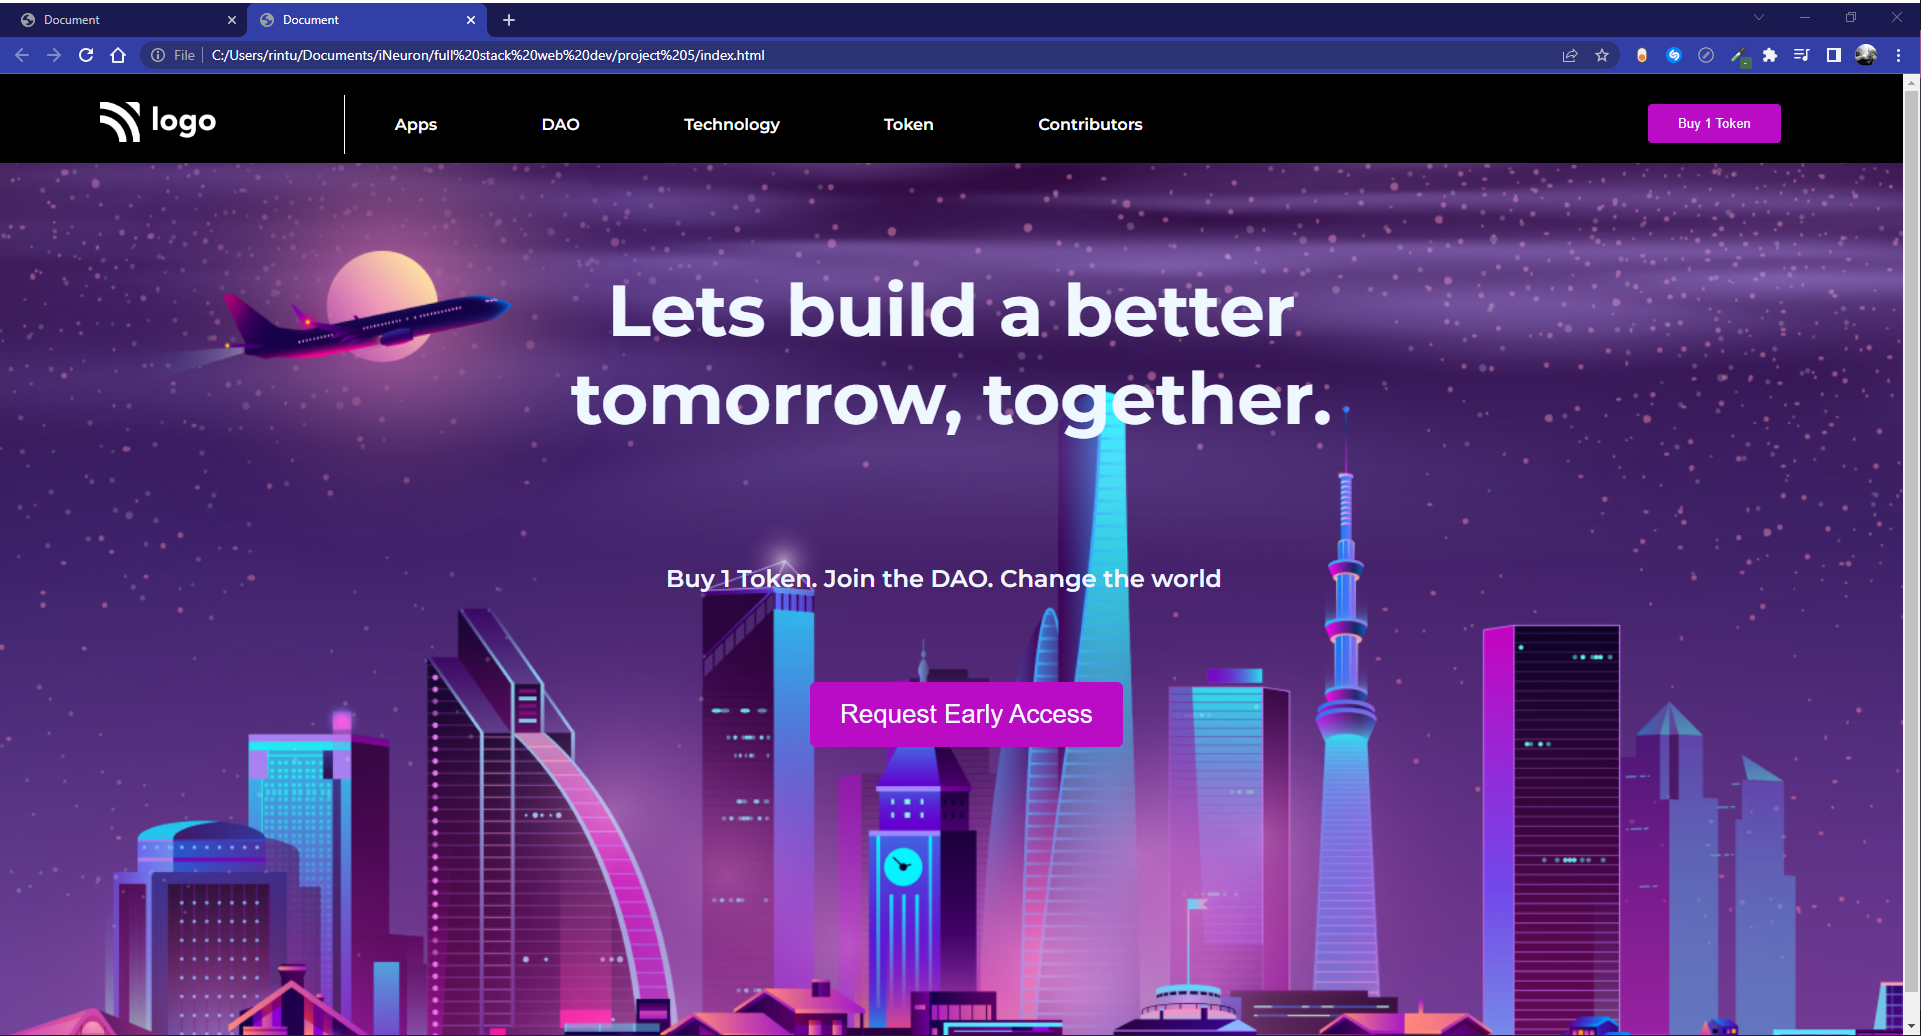 Document
Document
File
C:/Users/rintu/Documents/iNeuron/full%20stack%20web%20dev/project%205/index.html
logo
Apps
DAO
Technology
Token
Contributors
Buy 1 Token
Lets build a better
tomorrow, together.
Buy 1 Token. Join the DAO. Change the world
Request Early Access